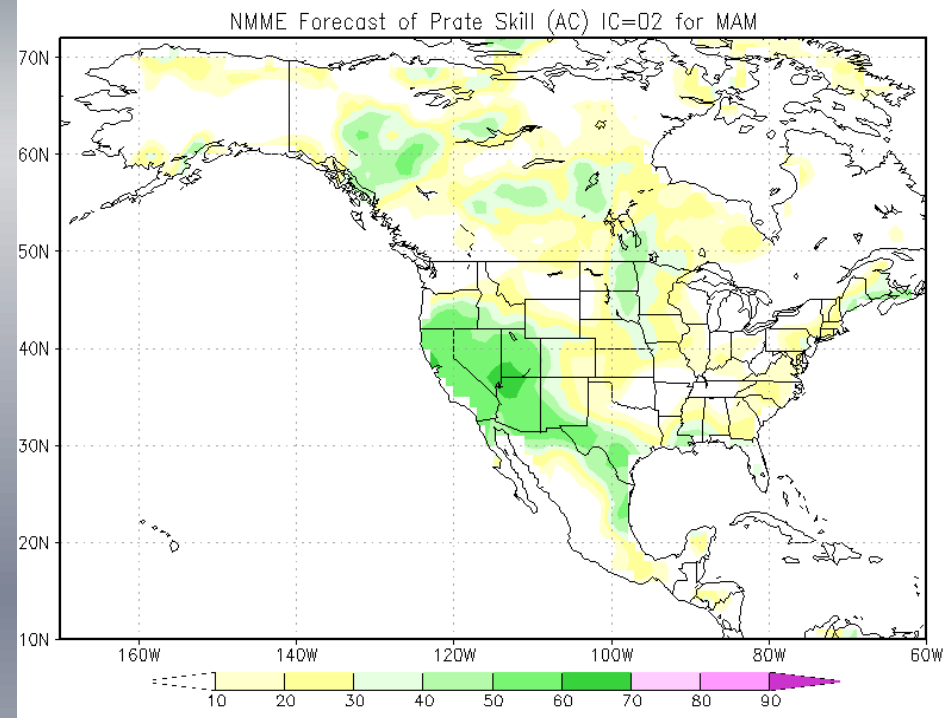 NMME Forecast of Prate Skill (AC) IC=02 for MAM
70N
60N
50N
40N
30N
20N
10N
160W 140W 120W 100W 80W 60W
10 20 30 40 50 60 70 80 90